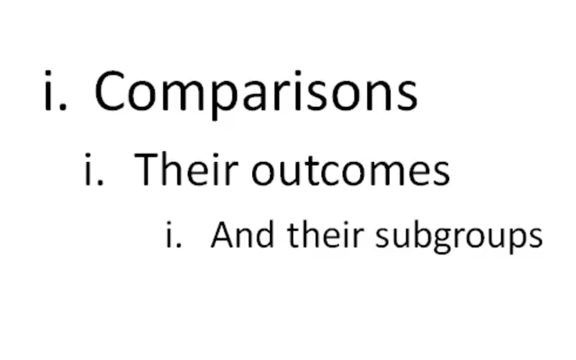 i. Comparisons
i. Their outcomes
i. And their subgroups